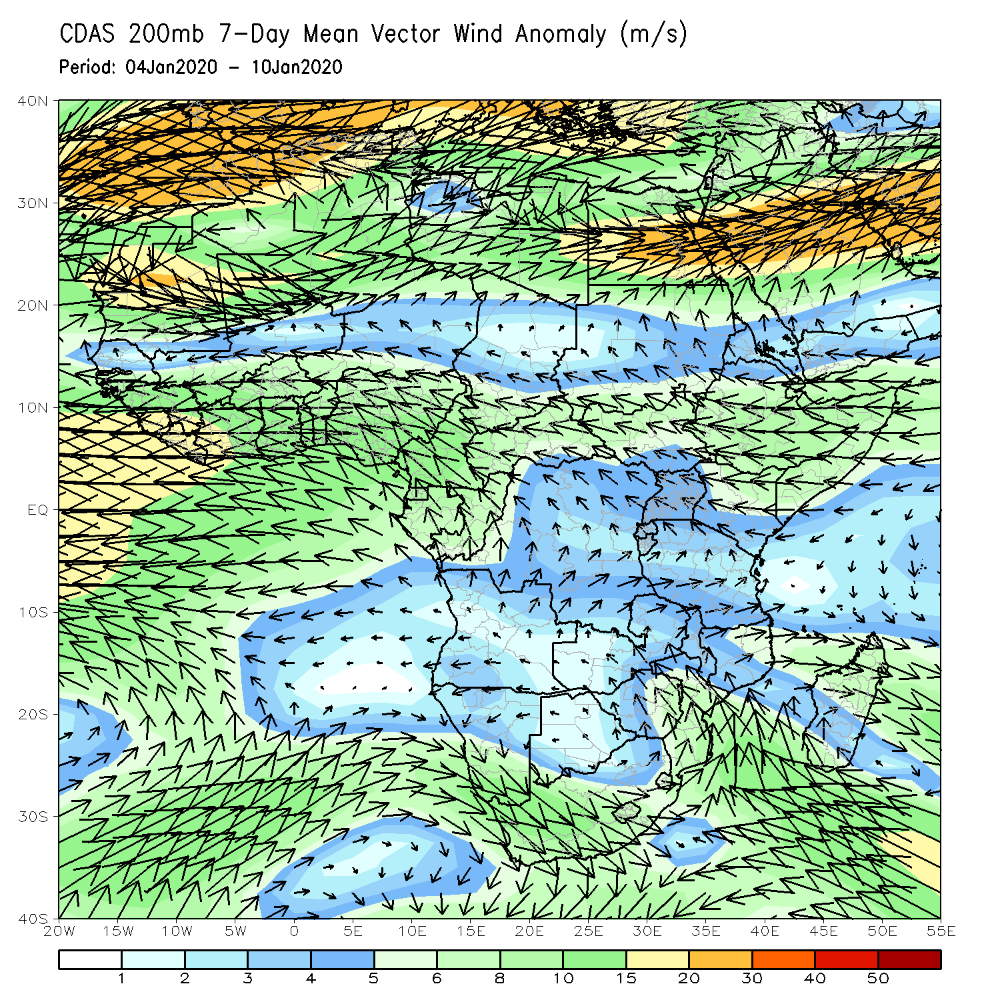 CDAS 200mb 7-Day Mean Vector Wind Anomaly (m/s)
Period: 04Jan2020 - 10Jan2020
40N
30N
20N
10N
EQ
10S
20S
30S
40S
20W 15W 10W 5W 0 5E 10E 15E 20E 25E 30E 35E 40E 45E 50E 55E
1 2 3 4 5 6 8 10 15 20 30 40 50